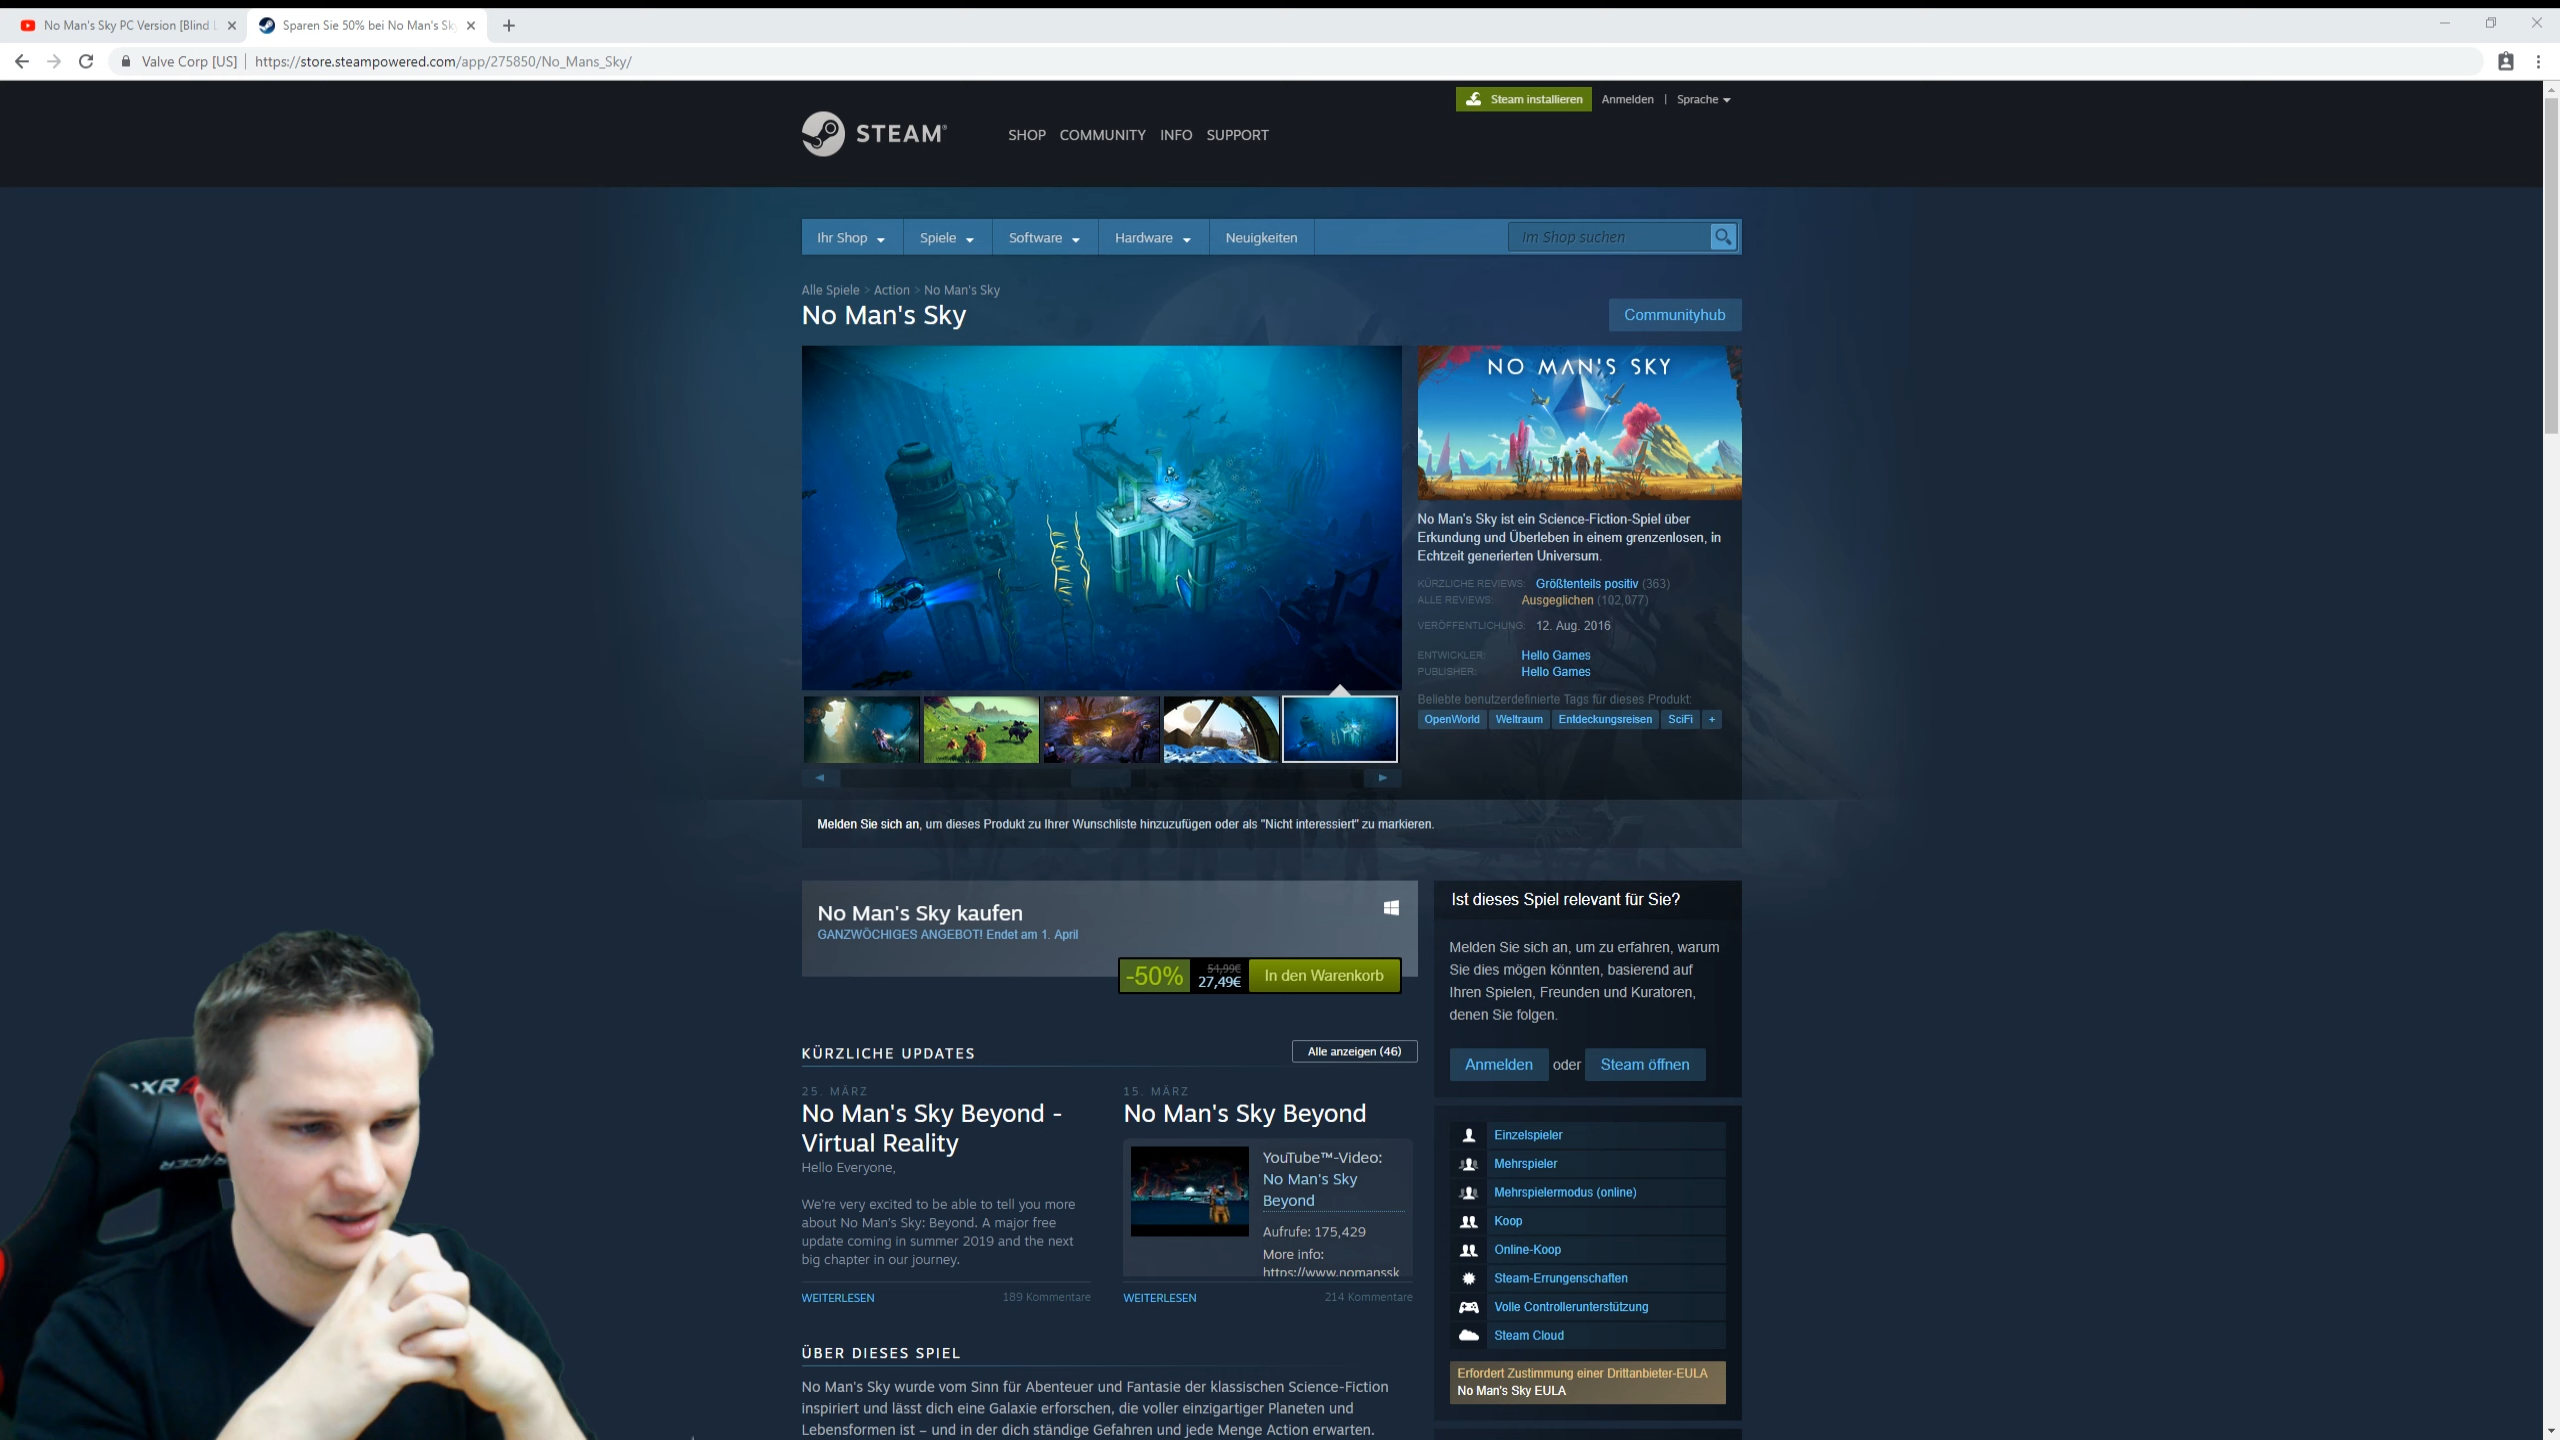 No Man's Sky PC Version [Blind
Sparen Sie 50% bei No Man's Sky
Valve Corp [US] | https://store.steampowered.com/app/275850/No_Mans_Sky/
Steam installieren Anmelden | Sprache
STEAM
SHOP COMMUNITY INFO SUPPORT
Ihr Shop Spiele Software Hardware Neuigkeiten Im Shop suchen
Alle Spiele > Action > No Man's Sky
No Man's Sky
Communityhub
NO MAN'S SKY
No Man's Sky ist ein Science-Fiction-Spiel über
Erkundung und Überleben in einem grenzenlosen, in
Echtzeit generierten Universum.
KÜRZLICHE REVIEWS: Größtenteils positiv (363)
ALLE REVIEWS: Ausgeglichen (102,077)
VERÖFFENTLICHUNG: 12. Aug. 2016
ENTWICKLER: Hello Games
PUBLISHER: Hello Games
Beliebte benutzerdefinierte Tags für dieses Produkt:
OpenWorld Weltraum Entdeckungsreisen SciFi +
Melden Sie sich an, um dieses Produkt zu Ihrer Wunschliste hinzuzufügen oder als "Nicht interessiert" zu markieren.
No Man's Sky kaufen
GANZWÖCHIGES ANGEBOT! Endet am 1. April
-50% 54,99€ 27,49€ In den Warenkorb
Ist dieses Spiel relevant für Sie?
Melden Sie sich an, um zu erfahren, warum
Sie dies mögen könnten, basierend auf
Ihren Spielen, Freunden und Kuratoren,
denen Sie folgen.
Anmelden oder Steam öffnen
KÜRZLICHE UPDATES
Alle anzeigen (46)
25. MÄRZ
No Man's Sky Beyond -
Virtual Reality
Hello Everyone,
We're very excited to be able to tell you more
about No Man's Sky: Beyond. A major free
update coming in summer 2019 and the next
big chapter in our journey.
WEITERLESEN 189 Kommentare
15. MÄRZ
No Man's Sky Beyond
YouTube™-Video:
No Man's Sky
Beyond
Aufrufe: 175,429
More info:
https://www.nomanssk
WEITERLESEN 214 Kommentare
Einzelspieler
Mehrspieler
Mehrspielermodus (online)
Koop
Online-Koop
Steam-Errungenschaften
Volle Controllerunterstützung
Steam Cloud
Erfordert Zustimmung einer Drittanbieter-EULA
No Man's Sky EULA
ÜBER DIESES SPIEL
No Man's Sky wurde vom Sinn für Abenteuer und Fantasie der klassischen Science-Fiction
inspiriert und lässt dich eine Galaxie erforschen, die voller einzigartiger Planeten und
Lebensformen ist – und in der dich ständige Gefahren und jede Menge Action erwarten.